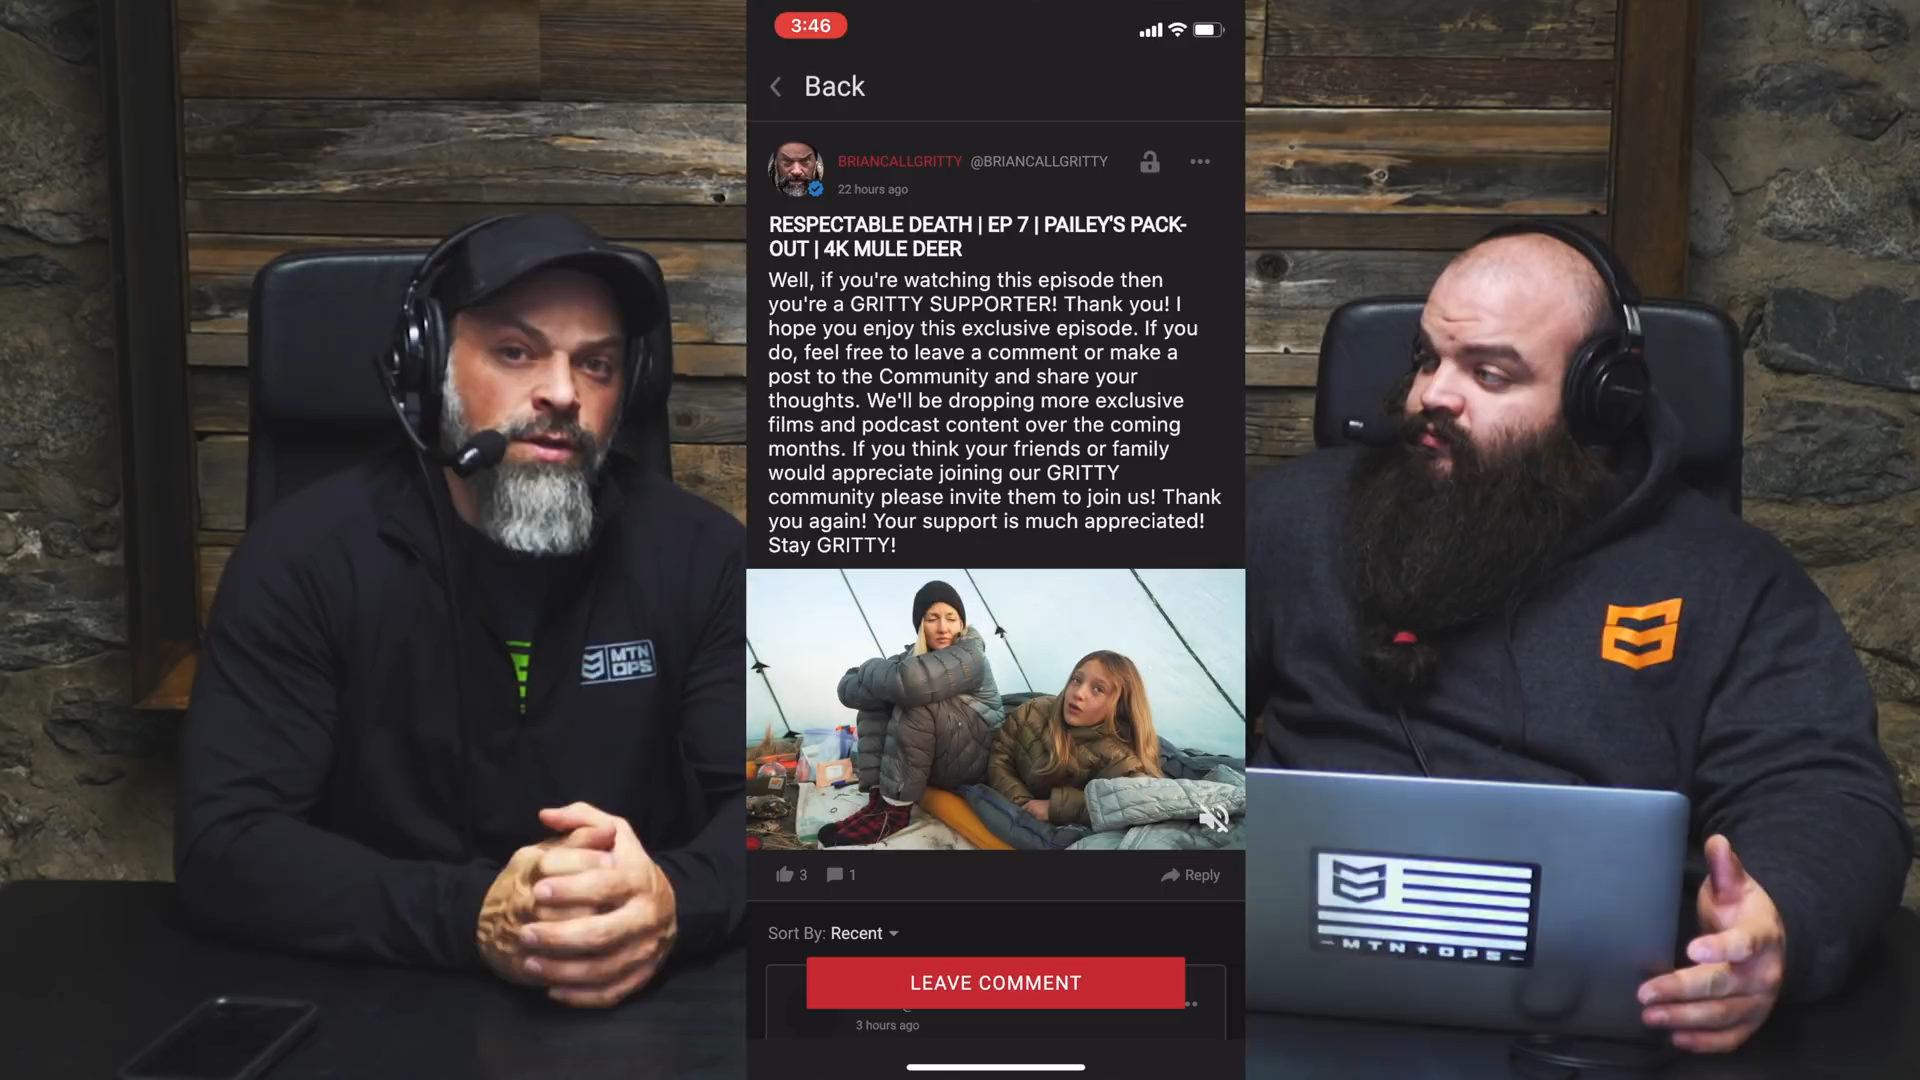 3:46
Back
BRIANCALLGRITTY @BRIANCALLGRITTY
22 hours ago
RESPECTABLE DEATH | EP 7 | PAILEY'S PACK-
OUT | 4K MULE DEER
Well, if you're watching this episode then
you're a GRITTY SUPPORTER! Thank you! I
hope you enjoy this exclusive episode. If you
do, feel free to leave a comment or make a
post to the Community and share your
thoughts. We'll be dropping more exclusive
films and podcast content over the coming
months. If you think your friends or family
would appreciate joining our GRITTY
community please invite them to join us! Thank
you again! Your support is much appreciated!
Stay GRITTY!
3 1 Reply
Sort By: Recent
LEAVE COMMENT
3 hours ago
MTN
OPS
MTN OPS